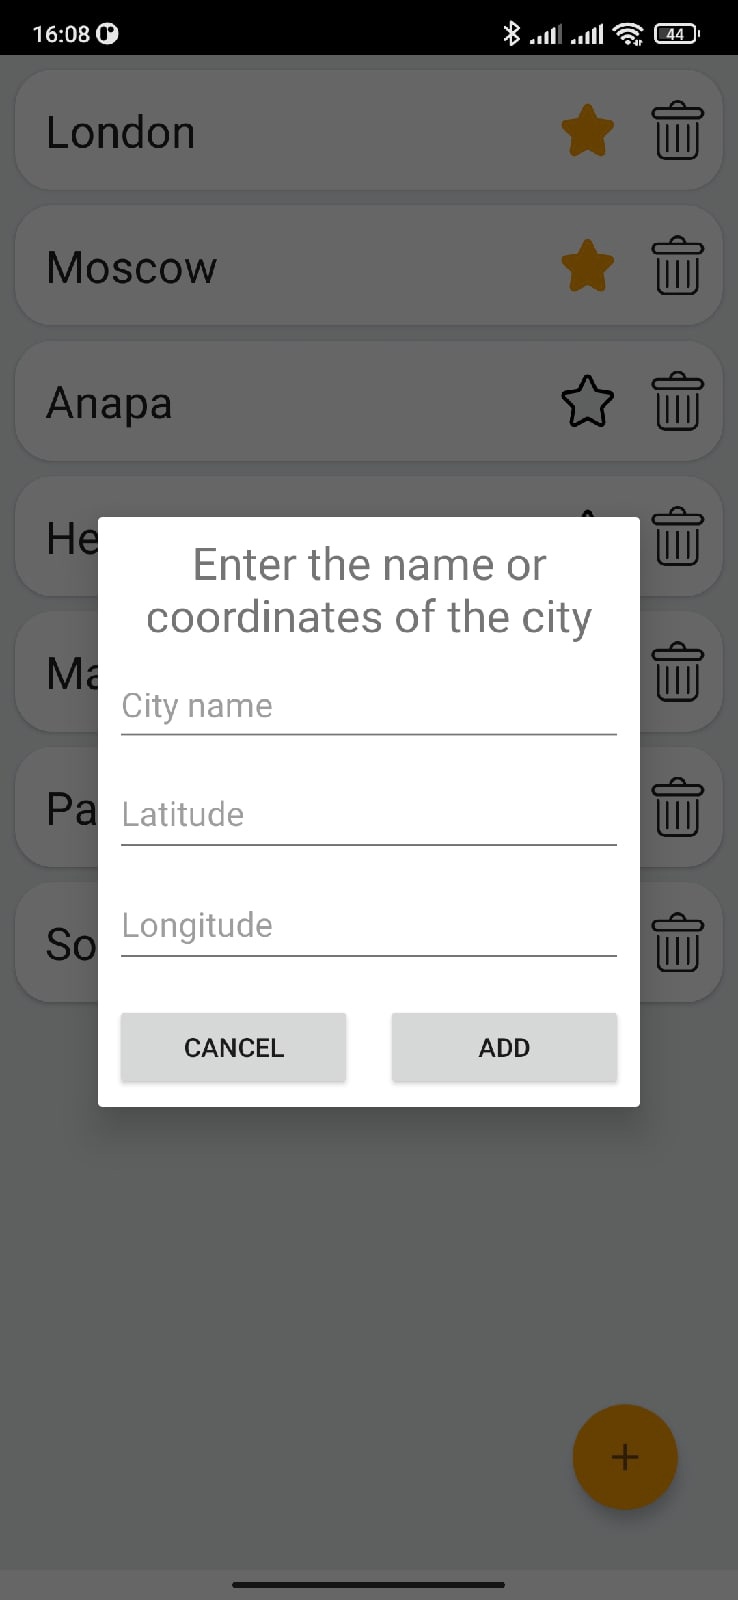 16:08
44
London
Moscow
Anapa
He
Enter the name or
coordinates of the city
Ma
City name
Pa
Latitude
So
Longitude
CANCEL
ADD
+